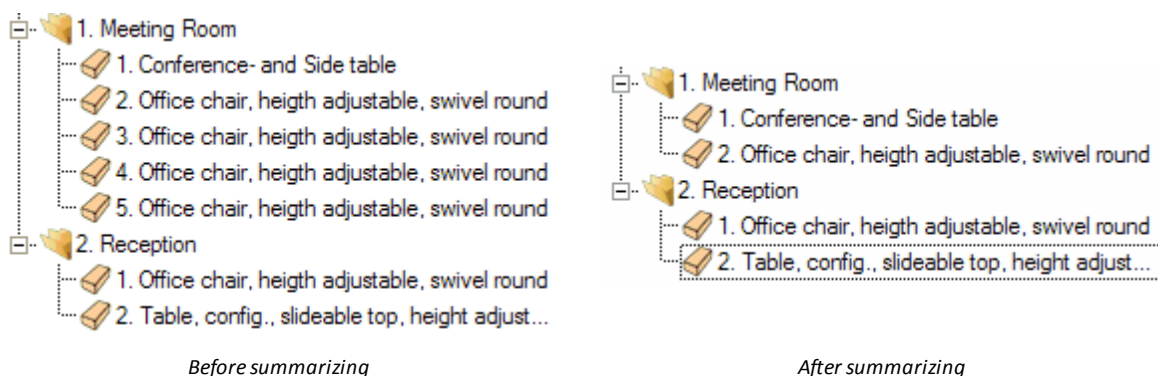 1. Meeting Room
1. Conference- and Side table
2. Office chair, heigth adjustable, swivel round
3. Office chair, heigth adjustable, swivel round
4. Office chair, heigth adjustable, swivel round
5. Office chair, heigth adjustable, swivel round
2. Reception
1. Office chair, heigth adjustable, swivel round
2. Table, config., slideable top, height adjust...
Before summarizing
1. Meeting Room
1. Conference- and Side table
2. Office chair, heigth adjustable, swivel round
2. Reception
1. Office chair, heigth adjustable, swivel round
2. Table, config., slideable top, height adjust...
After summarizing